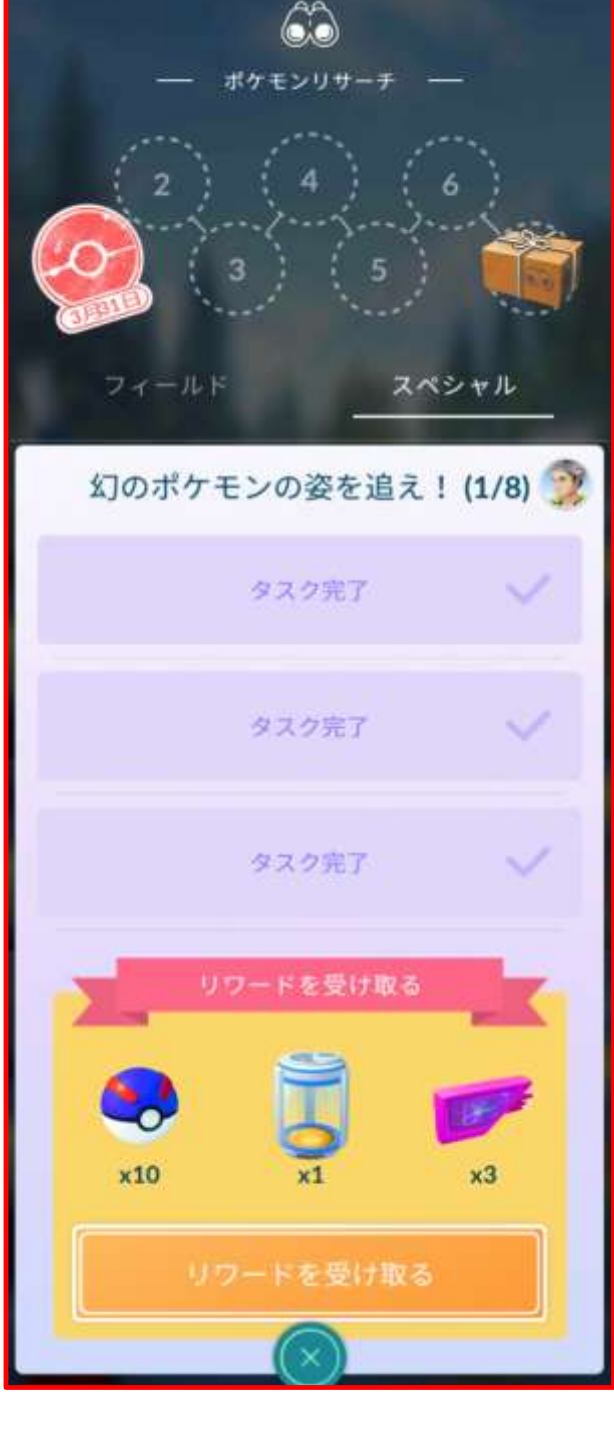 ポケモンリサーチ
2
4
6
3
5
3月31日
フィールド
スペシャル
幻のポケモンの姿を追え！(1/8)
タスク完了
タスク完了
タスク完了
リワードを受け取る
x10
x1
x3
リワードを受け取る